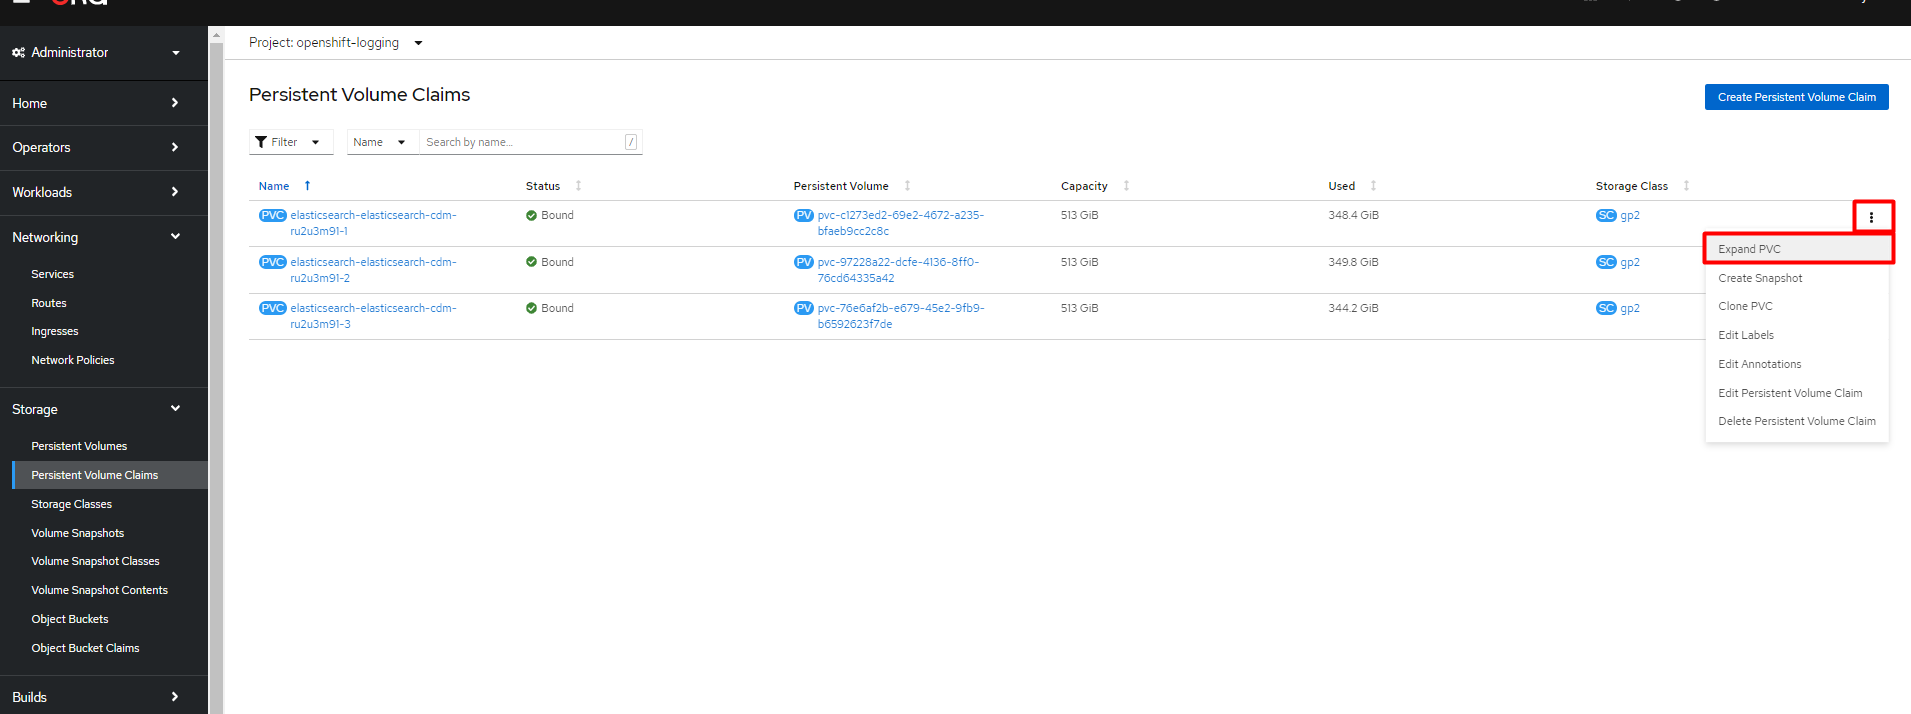 Administrator
Project: openshift-logging
Home
Operators
Workloads
Networking
Services
Routes
Ingresses
Network Policies
Storage
Persistent Volumes
Persistent Volume Claims
Storage Classes
Volume Snapshots
Volume Snapshot Classes
Volume Snapshot Contents
Object Buckets
Object Bucket Claims
Builds
Persistent Volume Claims
Create Persistent Volume Claim
Filter Name Search by name... /
Name Status Persistent Volume Capacity Used Storage Class
PVC elasticsearch-elasticsearch-cdm- Bound PV pvc-c1273ed2-69e2-4672-a235- 513 GiB 348.4 GiB SC gp2
ru2u3m91-1 bfaeb9cc2c8c
PVC elasticsearch-elasticsearch-cdm- Bound PV pvc-97228a22-dcfe-4136-8ff0- 513 GiB 349.8 GiB SC gp2
ru2u3m91-2 76cd64335a42
PVC elasticsearch-elasticsearch-cdm- Bound PV pvc-76e6af2b-e679-45e2-9fb9- 513 GiB 344.2 GiB SC gp2
ru2u3m91-3 b6592623f7de
Expand PVC
Create Snapshot
Clone PVC
Edit Labels
Edit Annotations
Edit Persistent Volume Claim
Delete Persistent Volume Claim